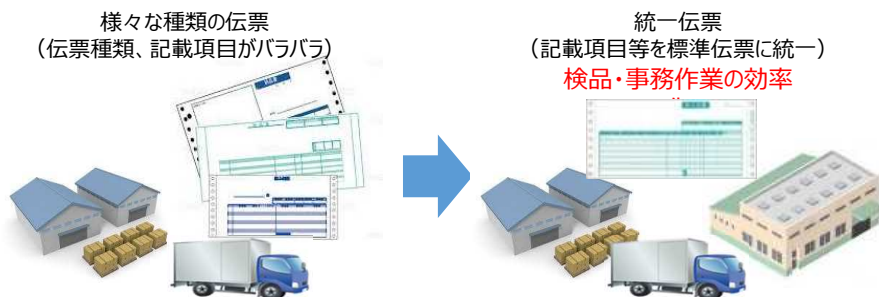 様々な種類の伝票
（伝票種類、記載項目がバラバラ）
統一伝票
（記載項目等を標準伝票に統一）
検品・事務作業の効率